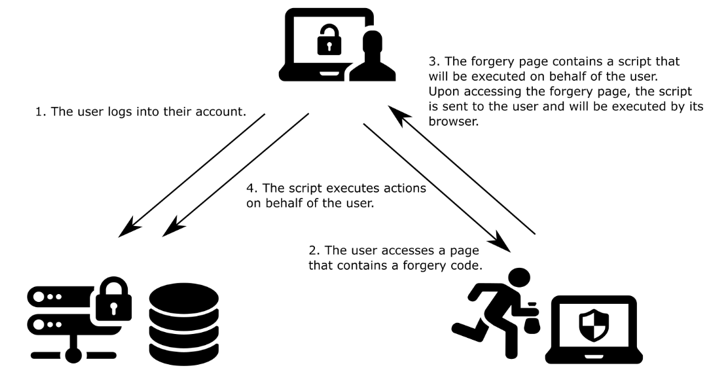 1. The user logs into their account.
2. The user accesses a page
that contains a forgery code.
3. The forgery page contains a script that
will be executed on behalf of the user.
Upon accessing the forgery page, the script
is sent to the user and will be executed by its
browser.
4. The script executes actions
on behalf of the user.